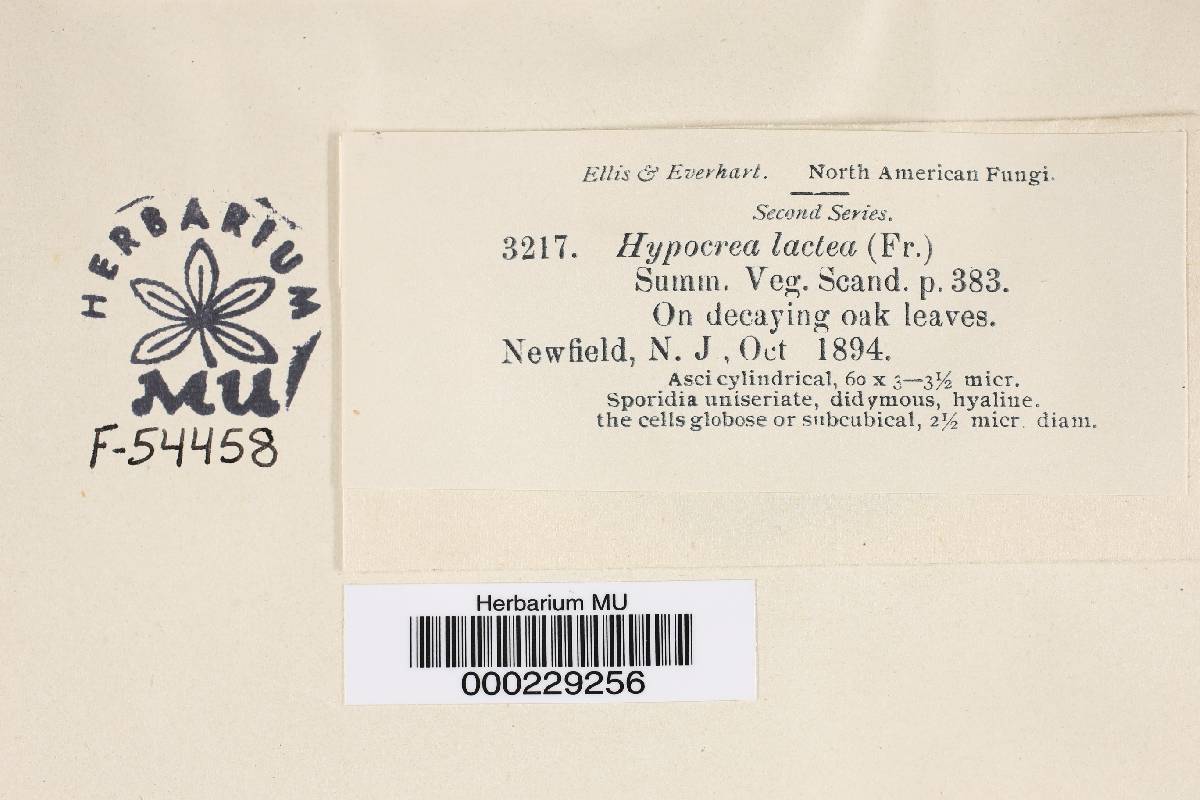 HERBARIUM
MU
F-54458
Ellis & Everhart. North American Fungi.
Second Series.
3217. Hypocrea lactea (Fr.)
Summ. Veg. Scand. p. 383.
On decaying oak leaves.
Newfield, N. J , Oct 1894.
Asci cylindrical, 60 x 3—3½ micr.
Sporidia uniseriate, didymous, hyaline.
the cells globose or subcubical, 2½ micr. diam.
Herbarium MU
000229256